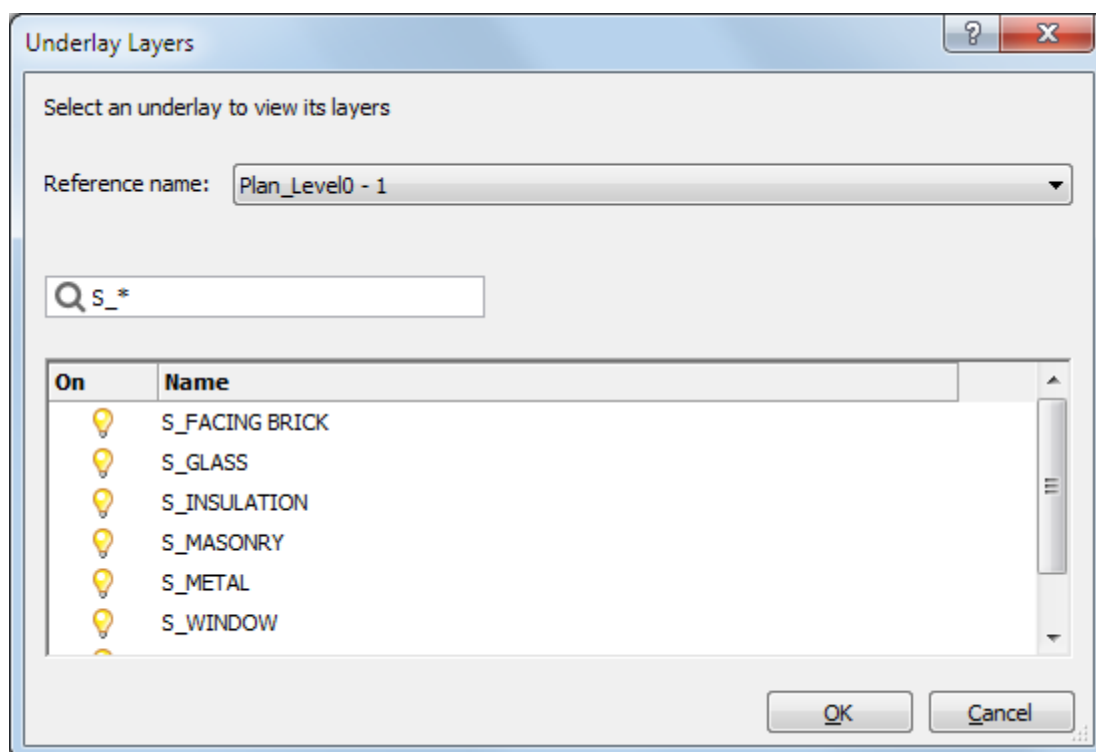 Underlay Layers
Select an underlay to view its layers
Reference name: Plan_Level0 - 1
S_*
On Name
S_FACING BRICK
S_GLASS
S_INSULATION
S_MASONRY
S_METAL
S_WINDOW
OK Cancel